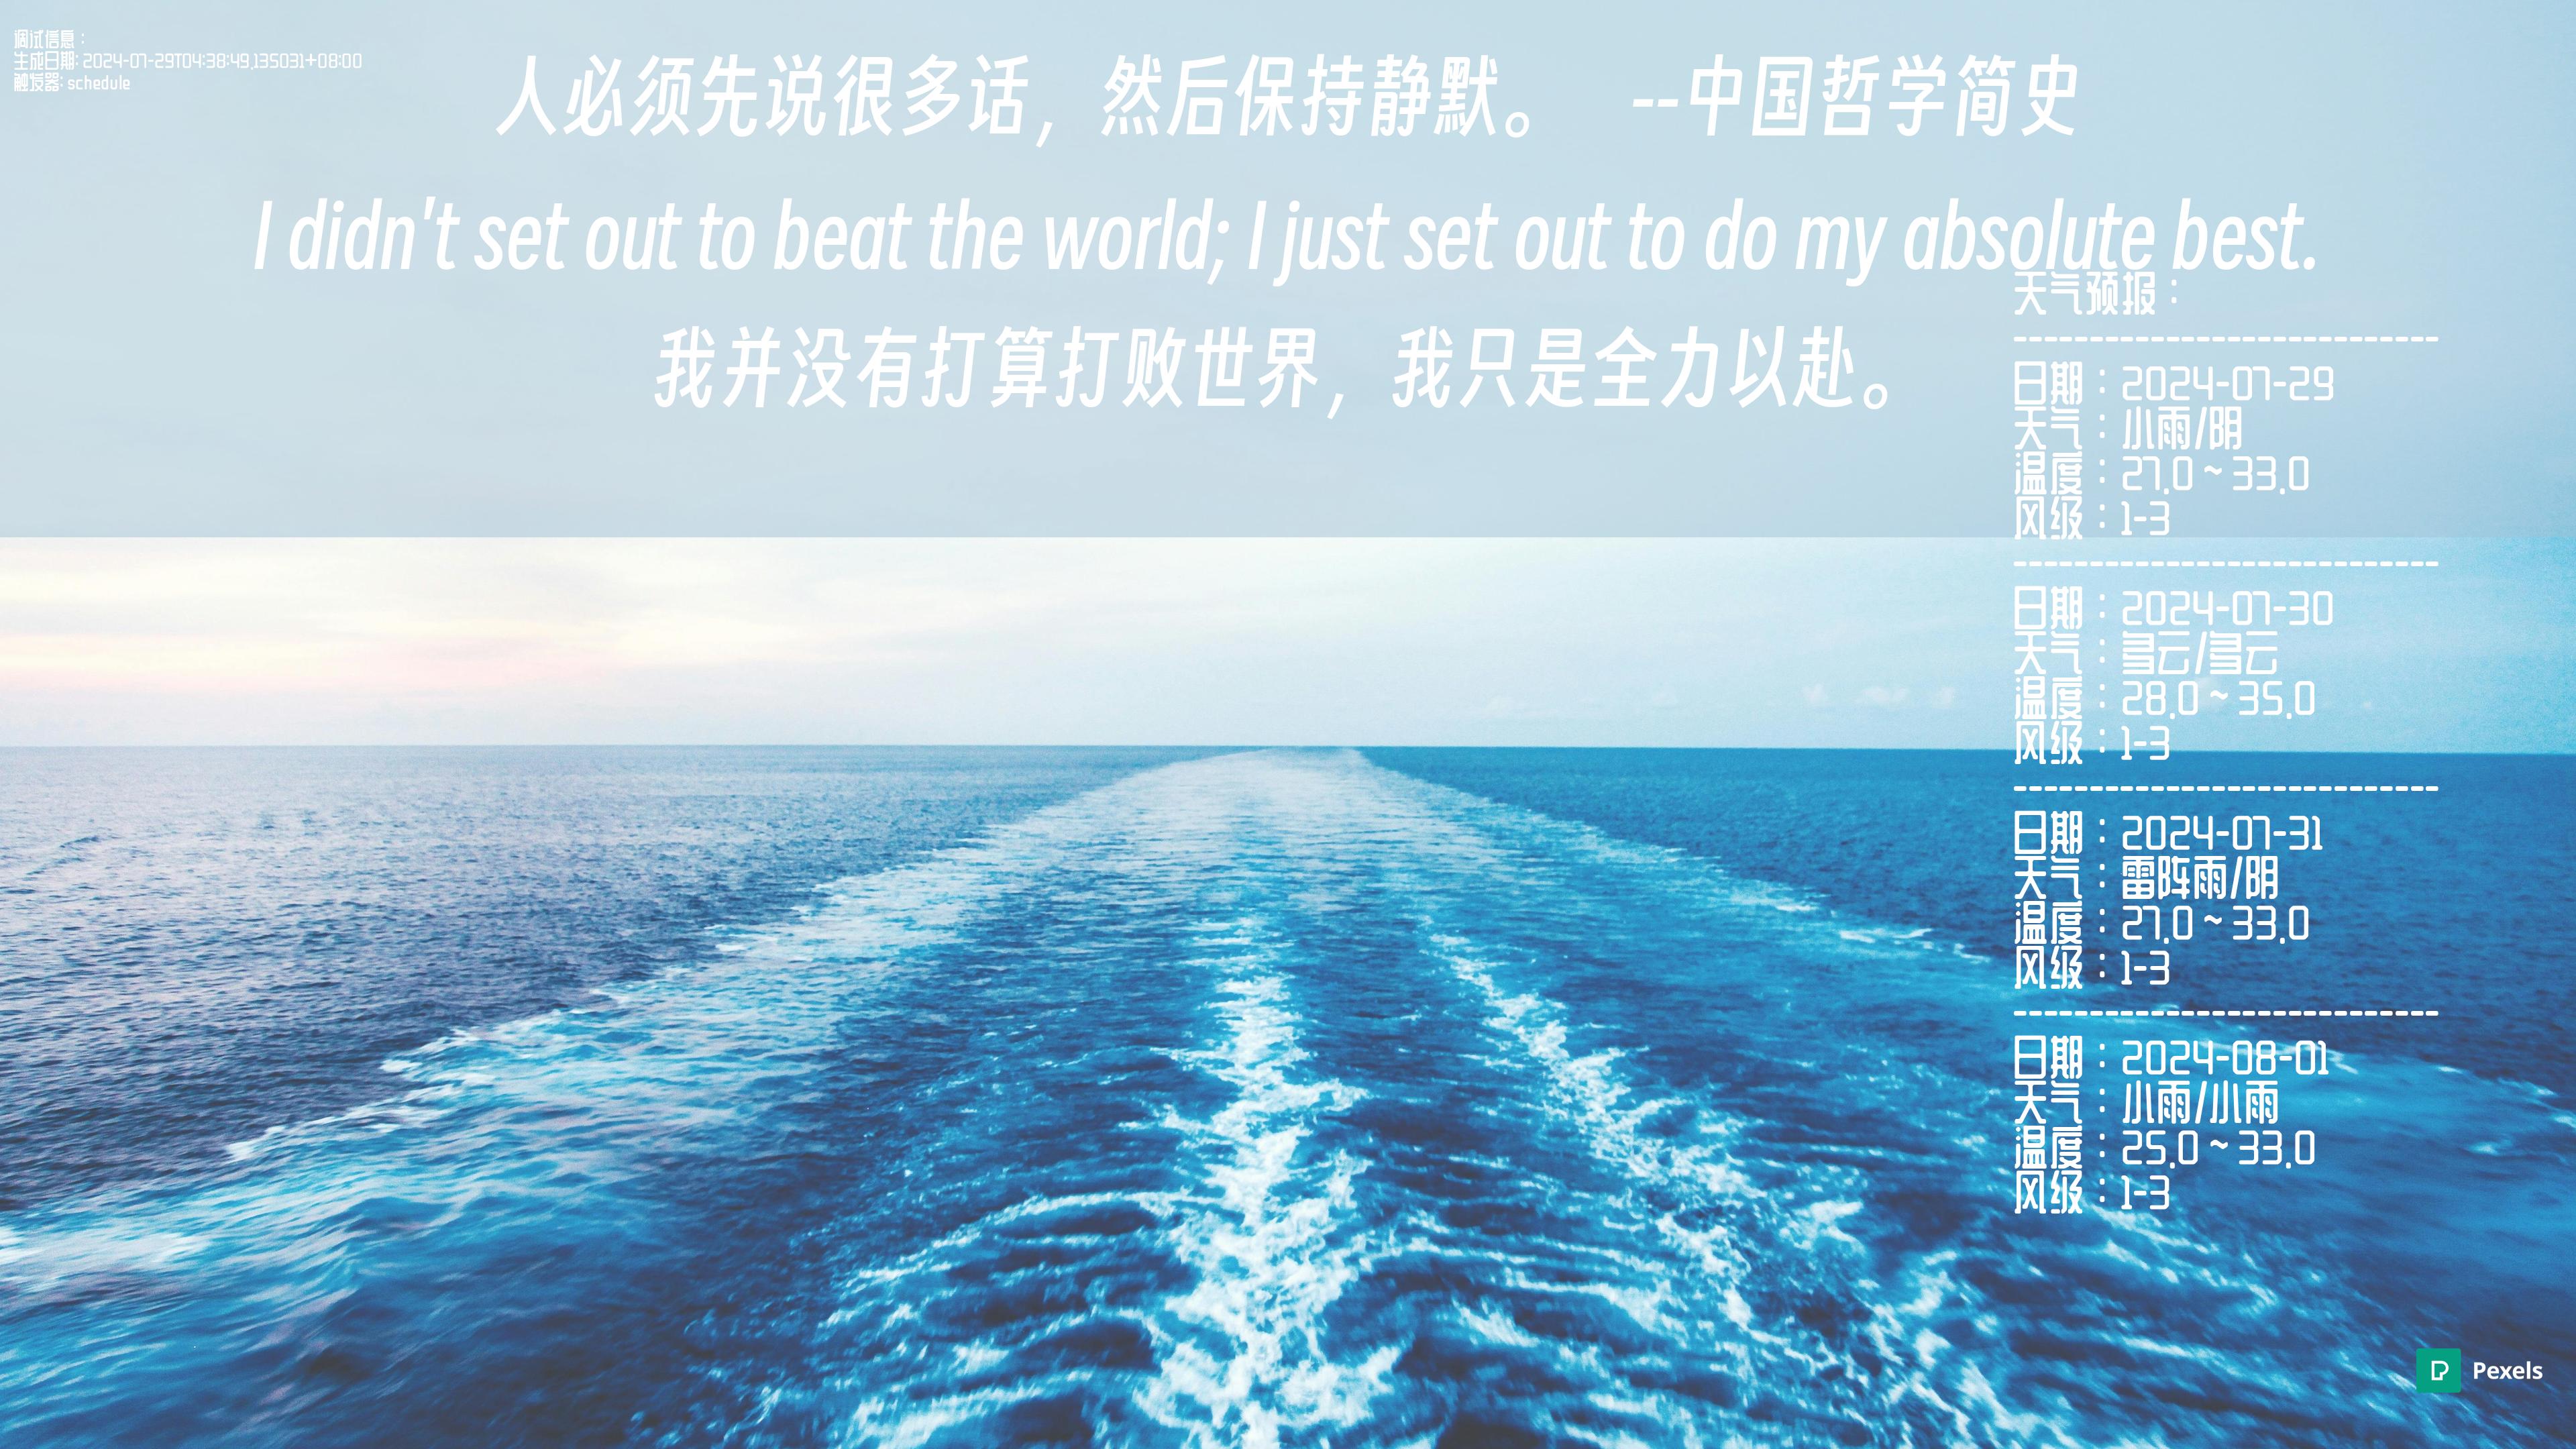 调试信息：
生成日期: 2024-07-29T04:38:49.135031+08:00
触发器: schedule
人必须先说很多话，然后保持静默。 --中国哲学简史
I didn't set out to beat the world; I just set out to do my absolute best.
我并没有打算打败世界，我只是全力以赴。
天气预报：
----------------------------
日期：2024-07-29
天气：小雨/阴
温度：27.0 ~ 33.0
风级：1-3
----------------------------
日期：2024-07-30
天气：多云/多云
温度：28.0 ~ 35.0
风级：1-3
----------------------------
日期：2024-07-31
天气：雷阵雨/阴
温度：27.0 ~ 33.0
风级：1-3
----------------------------
日期：2024-08-01
天气：小雨/小雨
温度：25.0 ~ 33.0
风级：1-3
Pexels